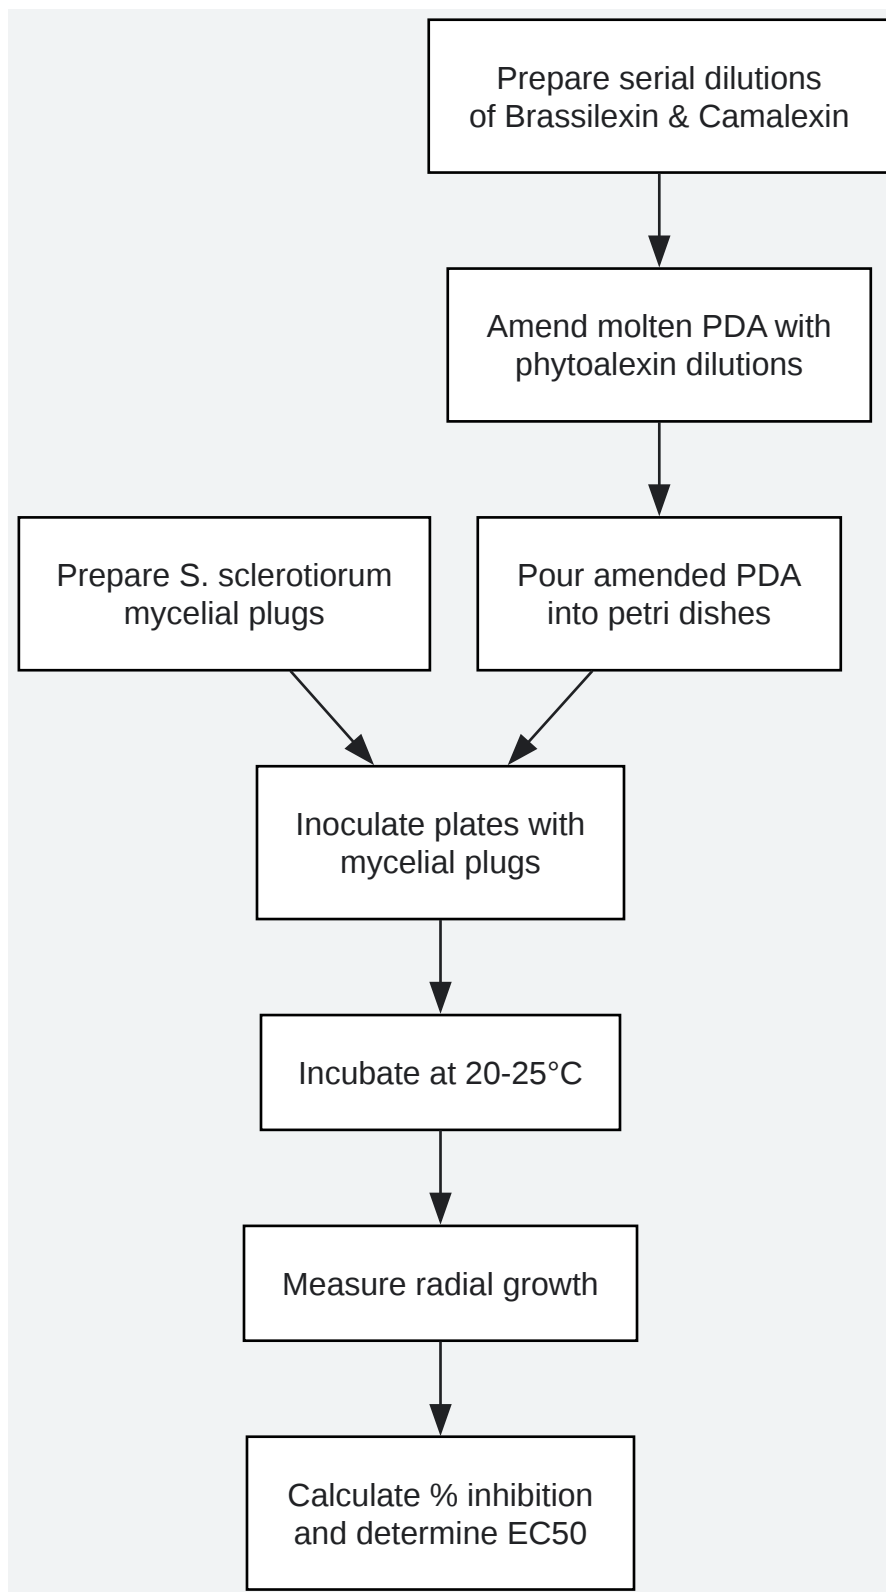 Prepare serial dilutions
of Brassilexin & Camalexin
Amend molten PDA with
phytoalexin dilutions
Prepare S. sclerotiorum
mycelial plugs
Pour amended PDA
into petri dishes
Inoculate plates with
mycelial plugs
Incubate at 20-25°C
Measure radial growth
Calculate % inhibition
and determine EC50